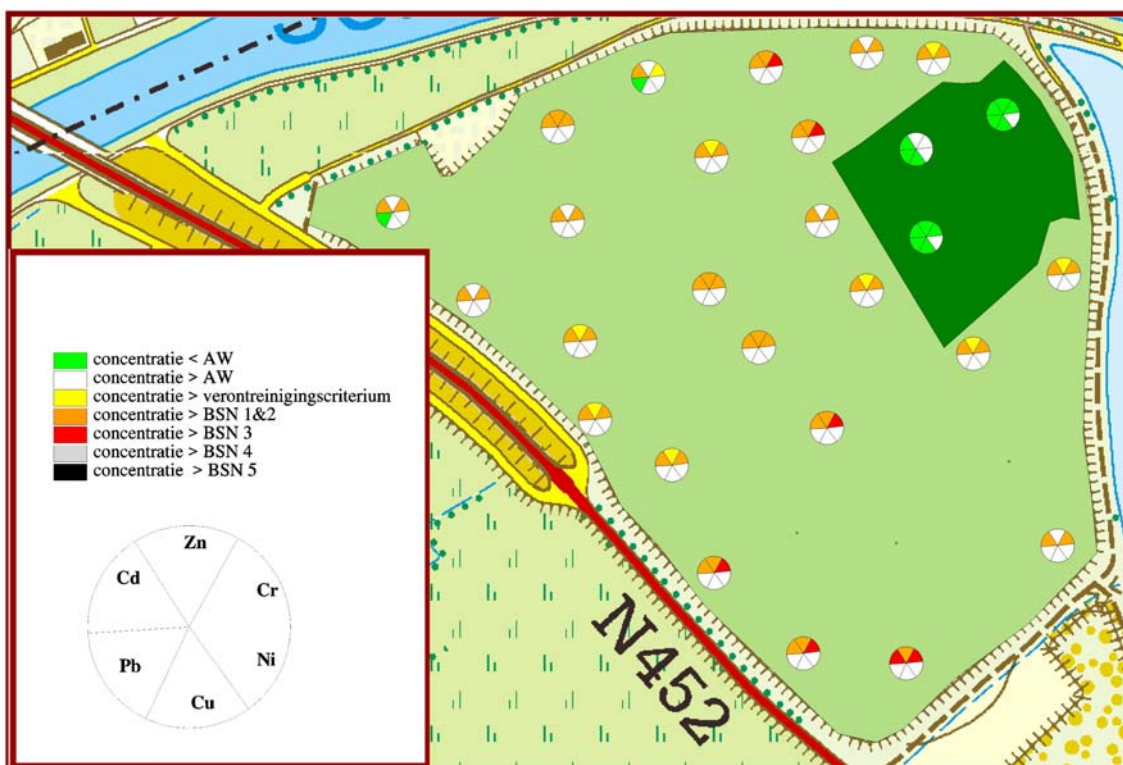 concentratie < AW
concentratie > AW
concentratie > verontreinigingscriterium
concentratie > BSN 1&2
concentratie > BSN 3
concentratie > BSN 4
concentratie > BSN 5
Zn
Cd
Cr
Pb
Ni
Cu
N452